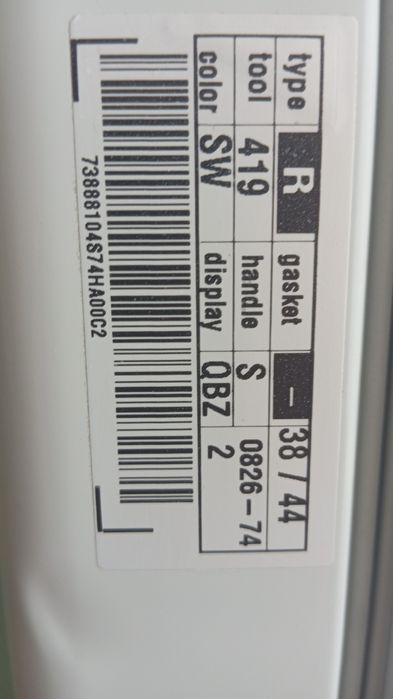 type R gasket – 38 / 44
tool 419 handle S 0826-74
color SW display QBZ 2
73888104S74HA00C2